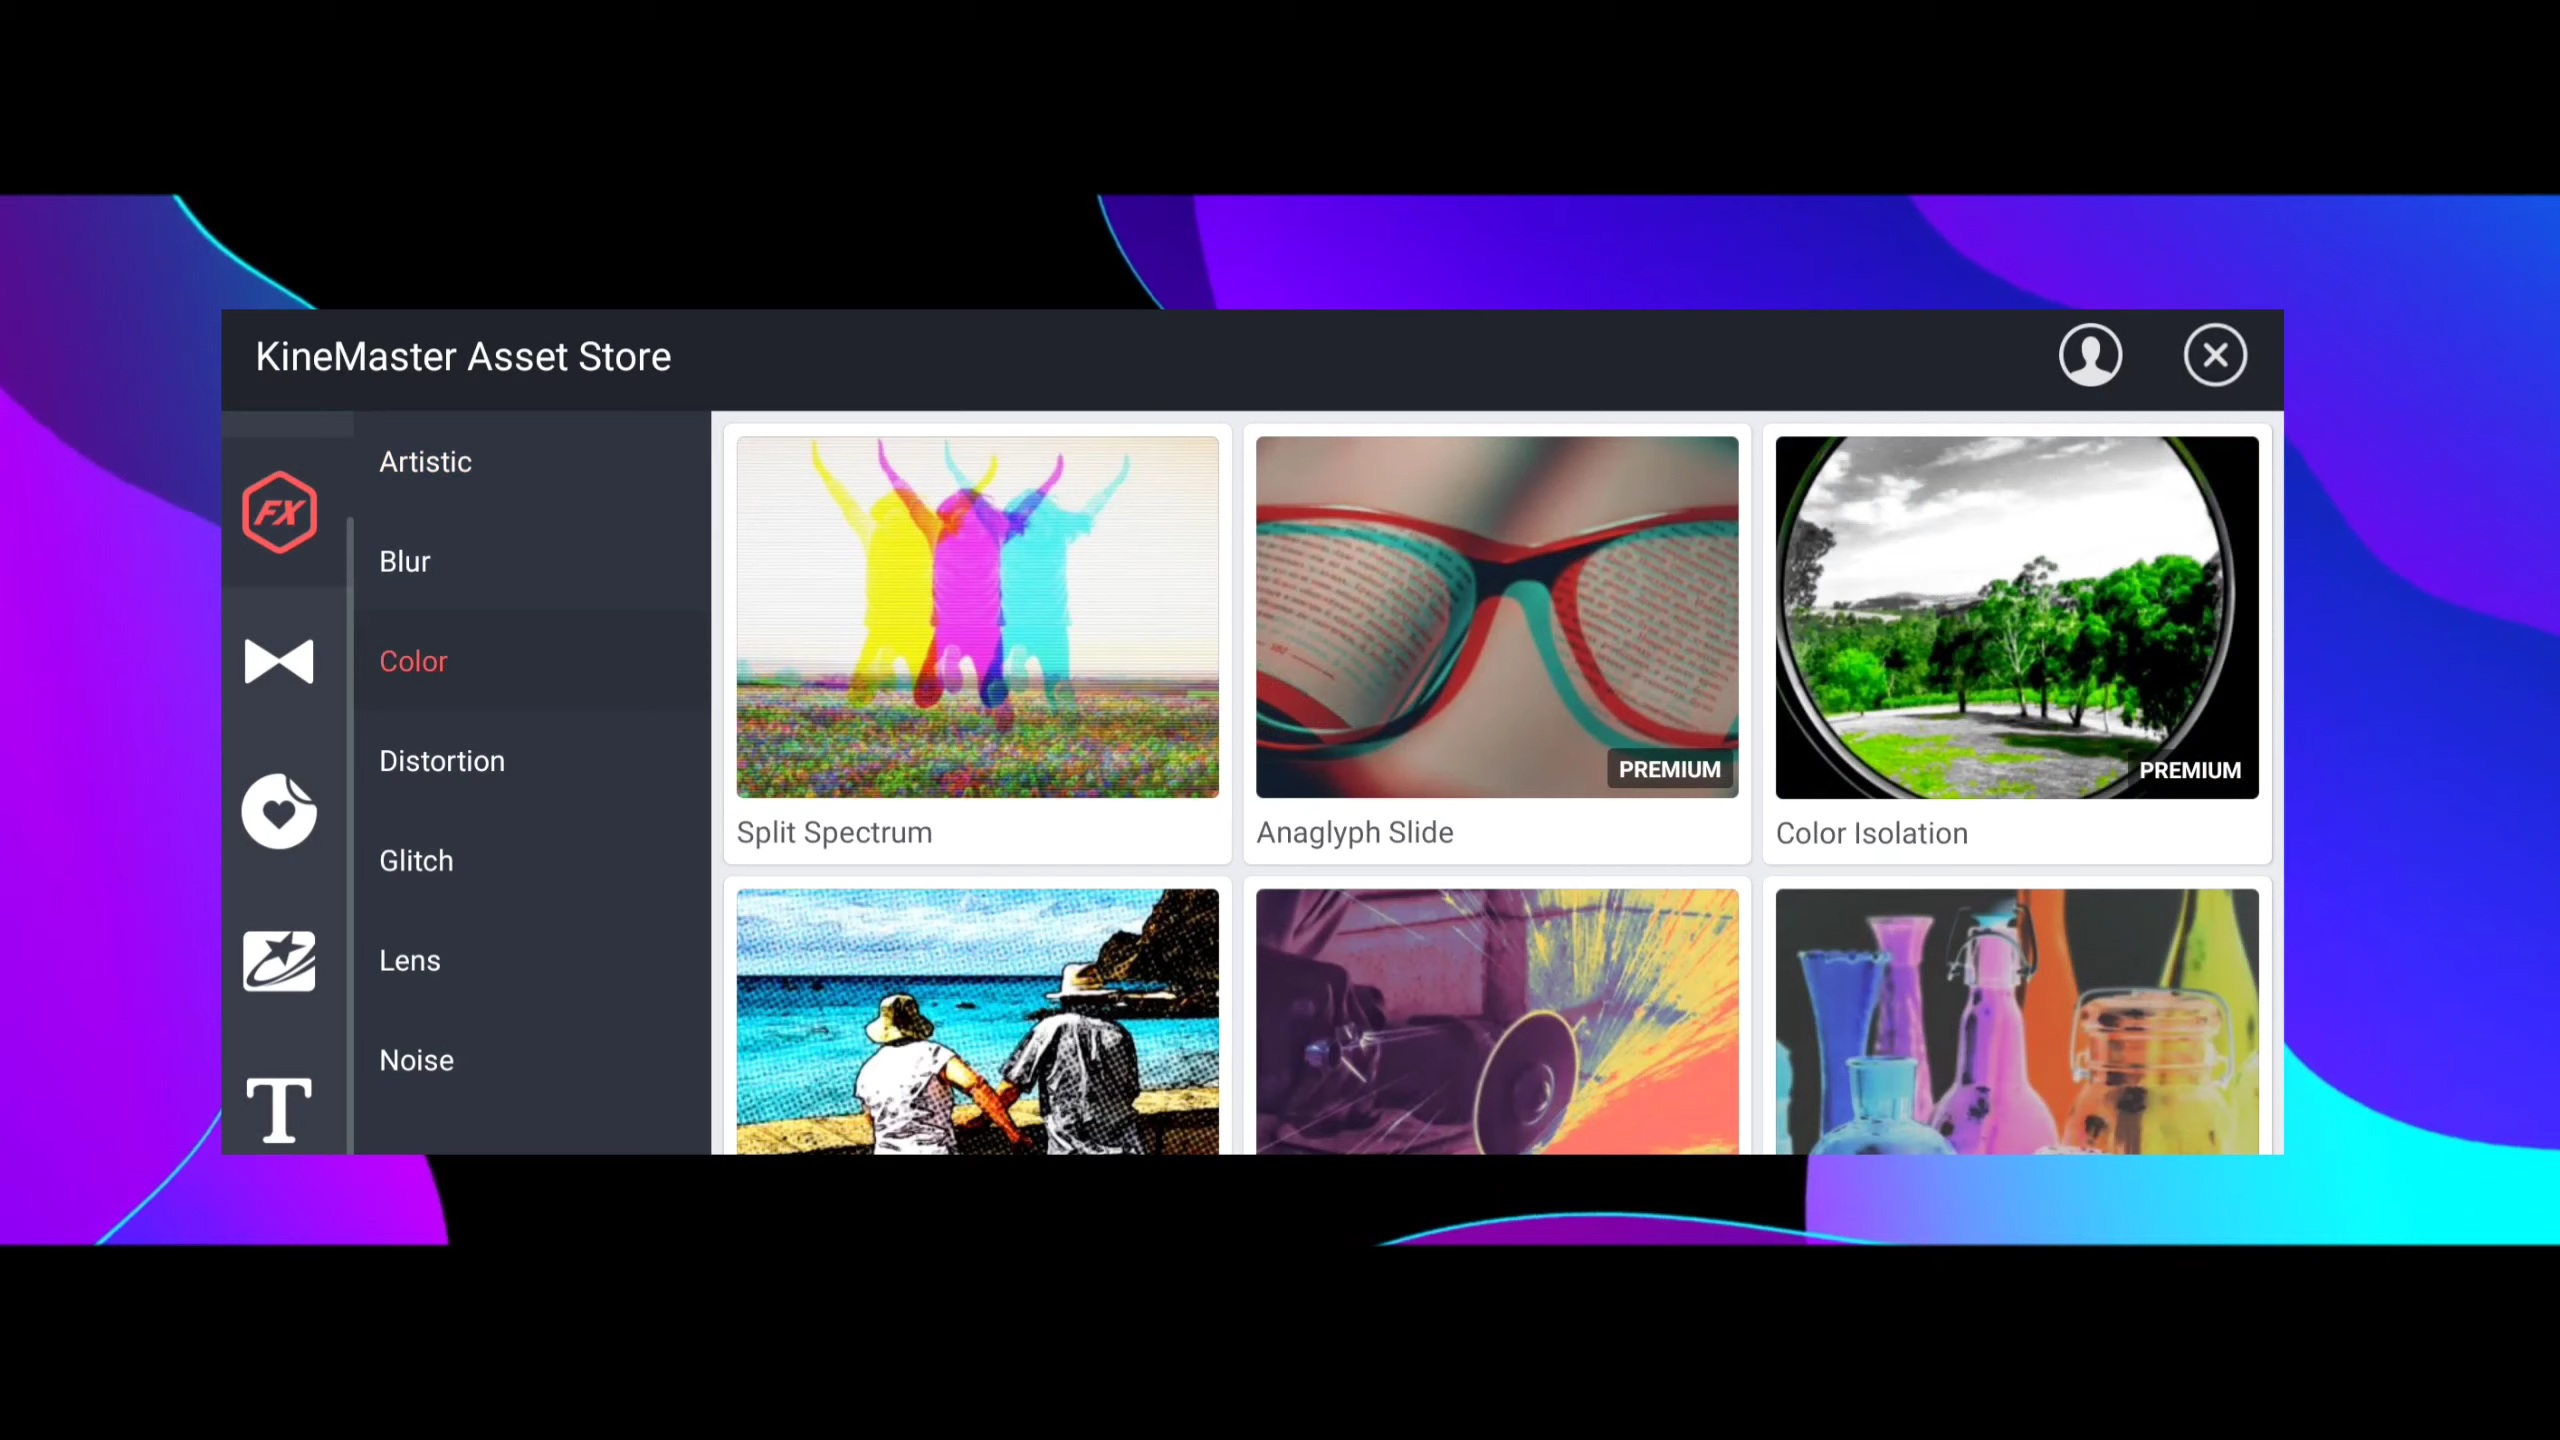 KineMaster Asset Store
FX
Artistic
Blur
Color
Distortion
Glitch
Lens
Noise
T
PREMIUM
PREMIUM
Split Spectrum
Anaglyph Slide
Color Isolation